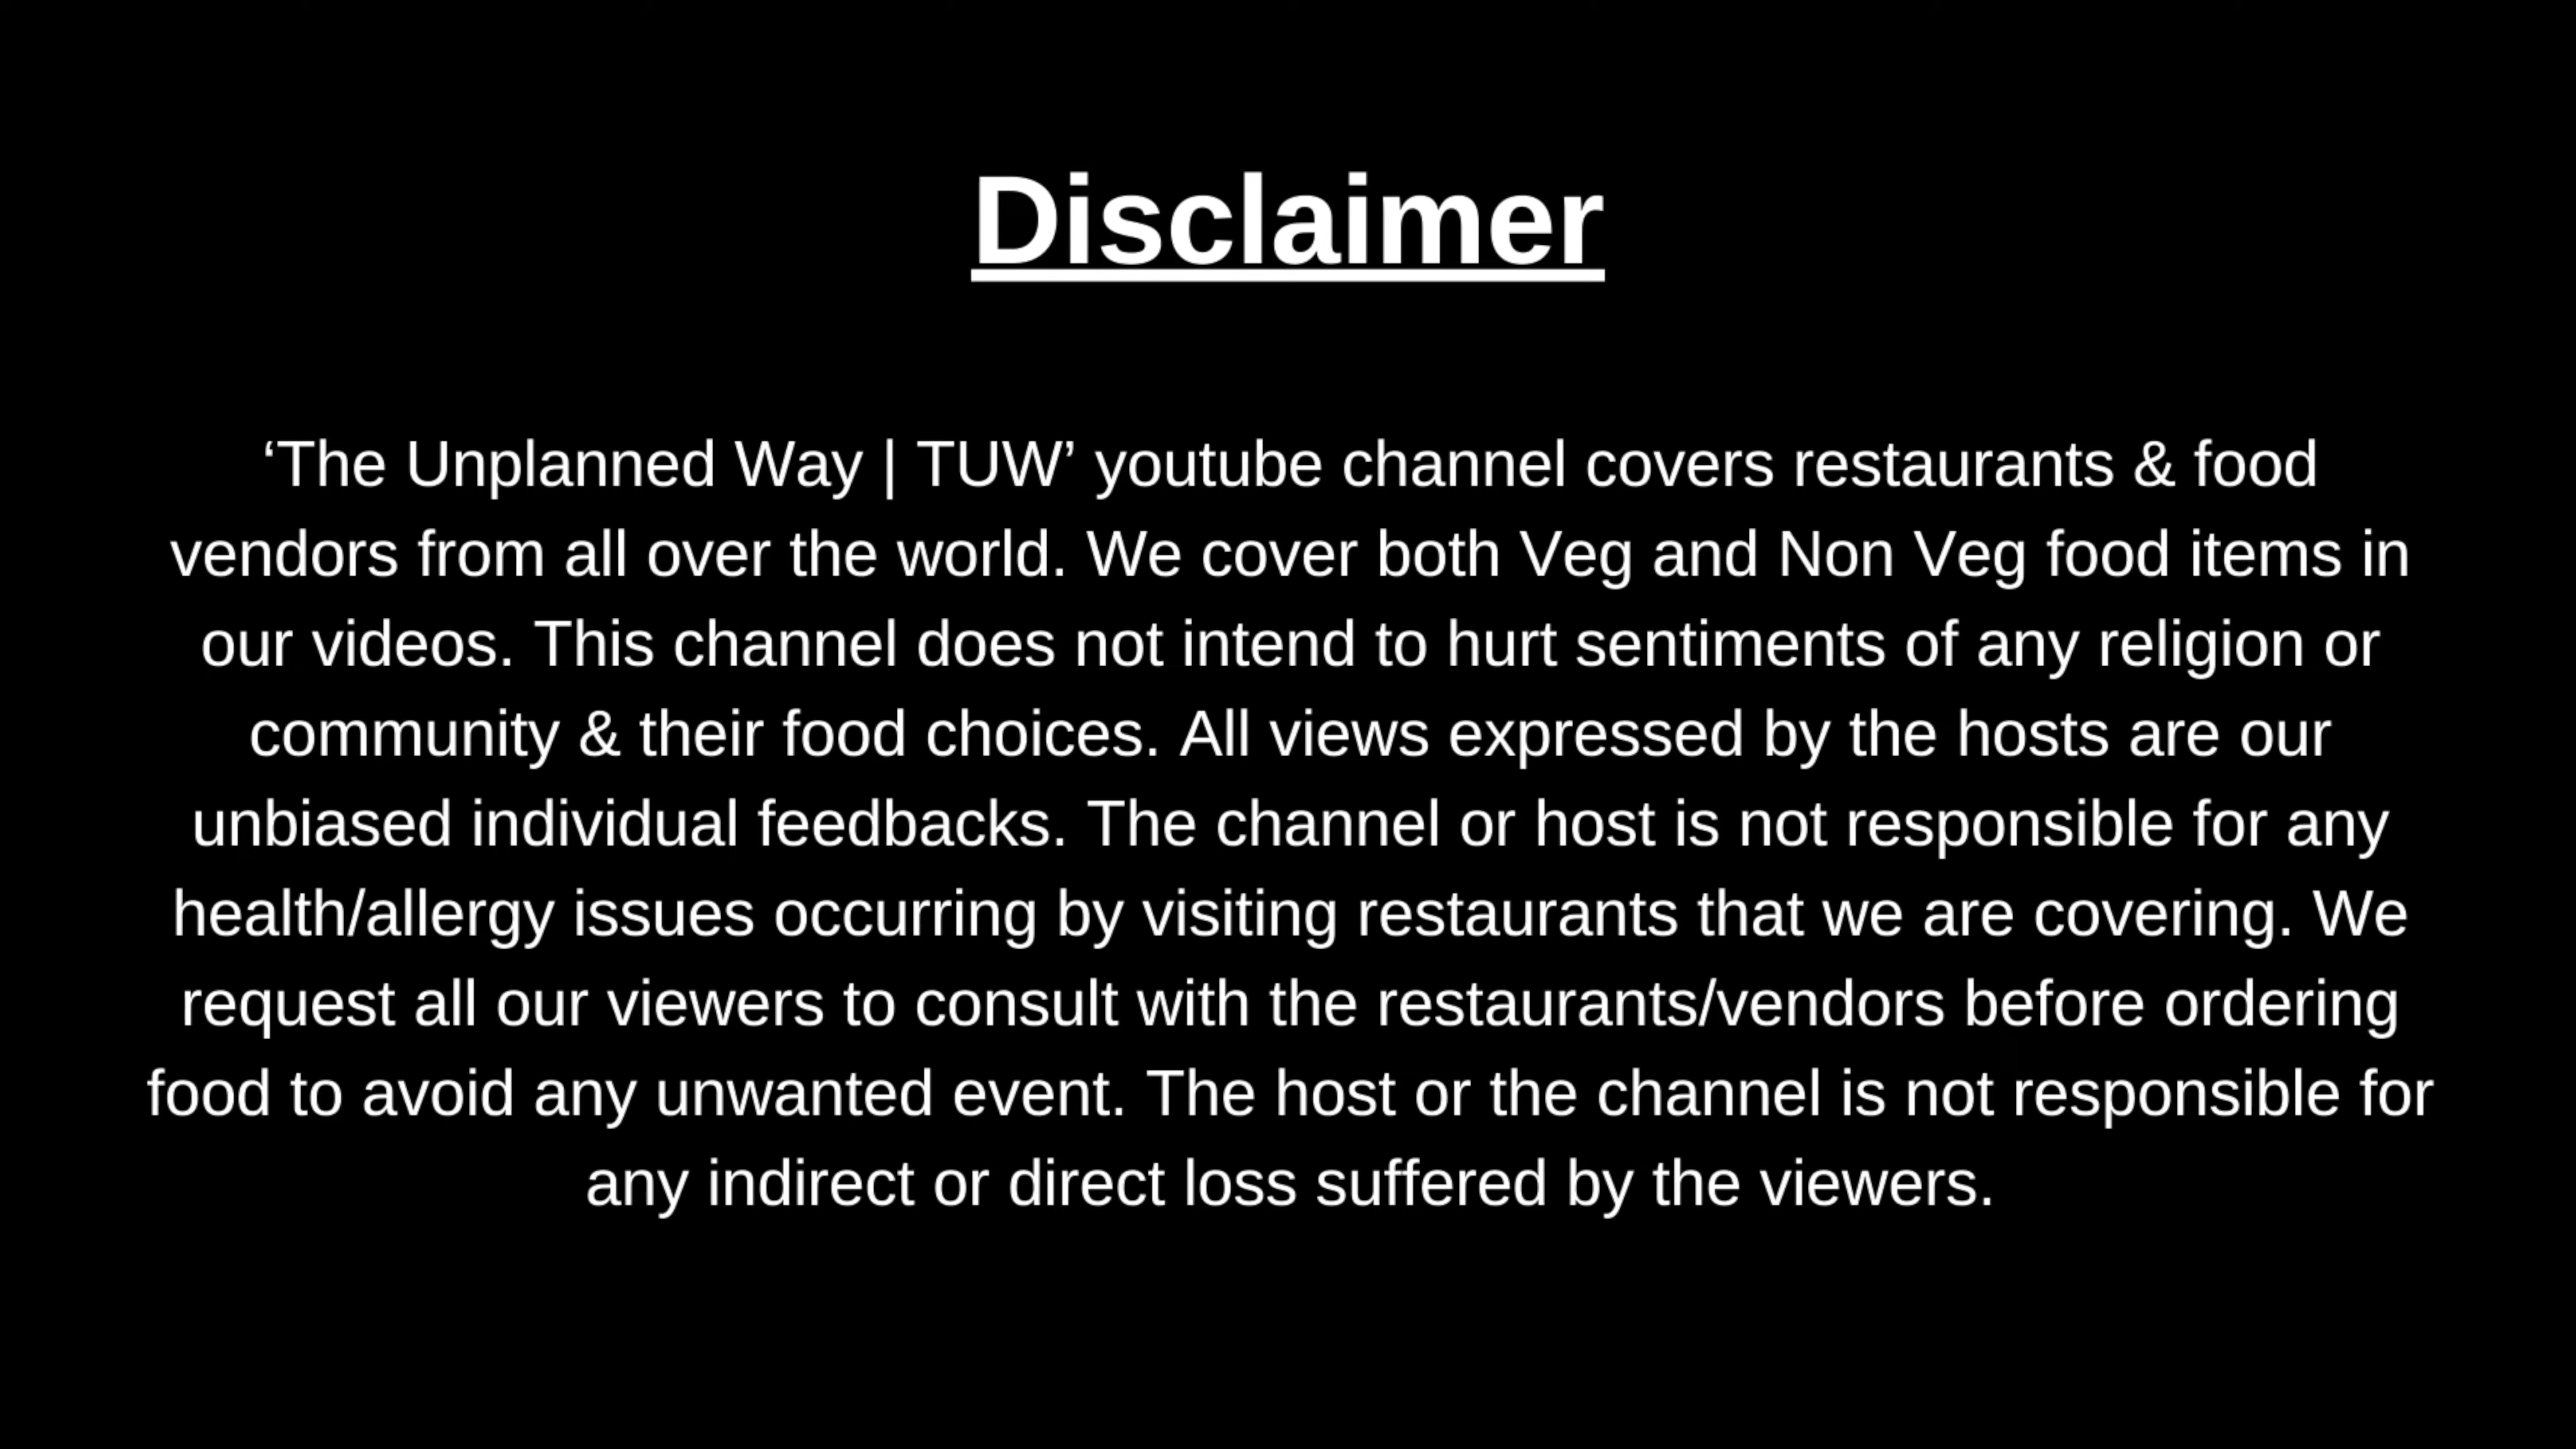 Disclaimer
‘The Unplanned Way | TUW’ youtube channel covers restaurants & food
vendors from all over the world. We cover both Veg and Non Veg food items in
our videos. This channel does not intend to hurt sentiments of any religion or
community & their food choices. All views expressed by the hosts are our
unbiased individual feedbacks. The channel or host is not responsible for any
health/allergy issues occurring by visiting restaurants that we are covering. We
request all our viewers to consult with the restaurants/vendors before ordering
food to avoid any unwanted event. The host or the channel is not responsible for
any indirect or direct loss suffered by the viewers.